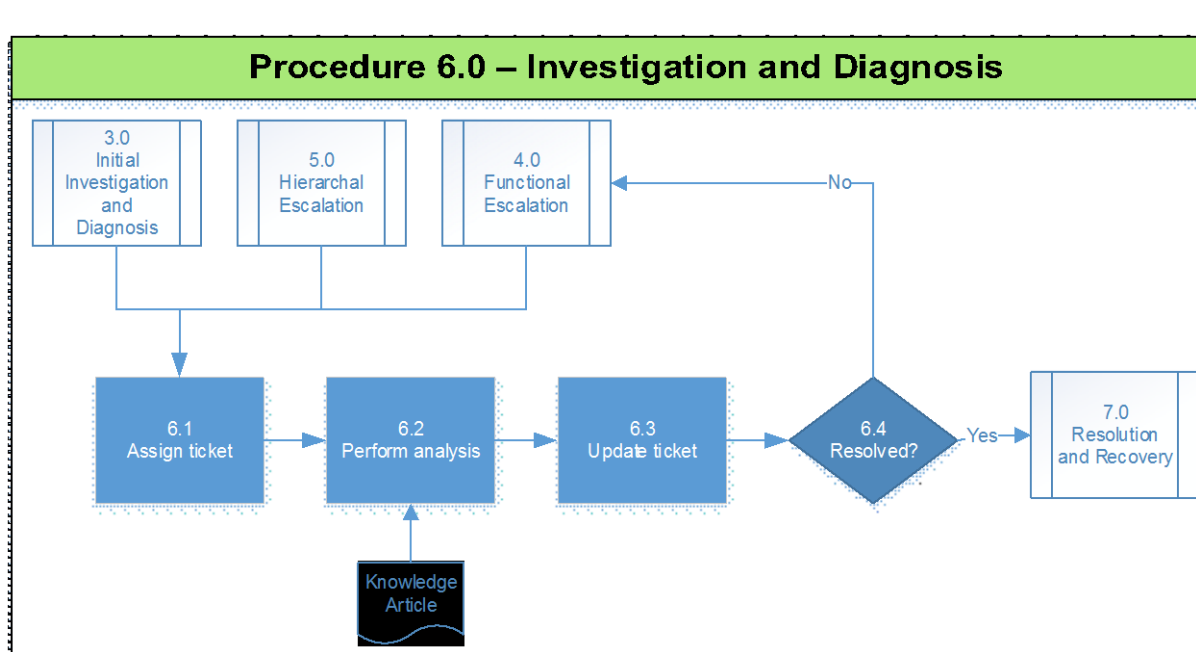 Procedure 6.0 – Investigation and Diagnosis
3.0
Initial
Investigation
and
Diagnosis
5.0
Hierarchal
Escalation
4.0
Functional
Escalation
No
6.1
Assign ticket
6.2
Perform analysis
6.3
Update ticket
6.4
Resolved?
Yes
7.0
Resolution
and Recovery
Knowledge
Article